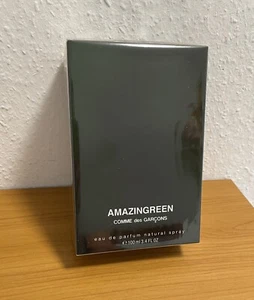 AMAZINGREEN
COMME des GARÇONS
eau de parfum natural spray
e 100 ml 3.4 FL OZ